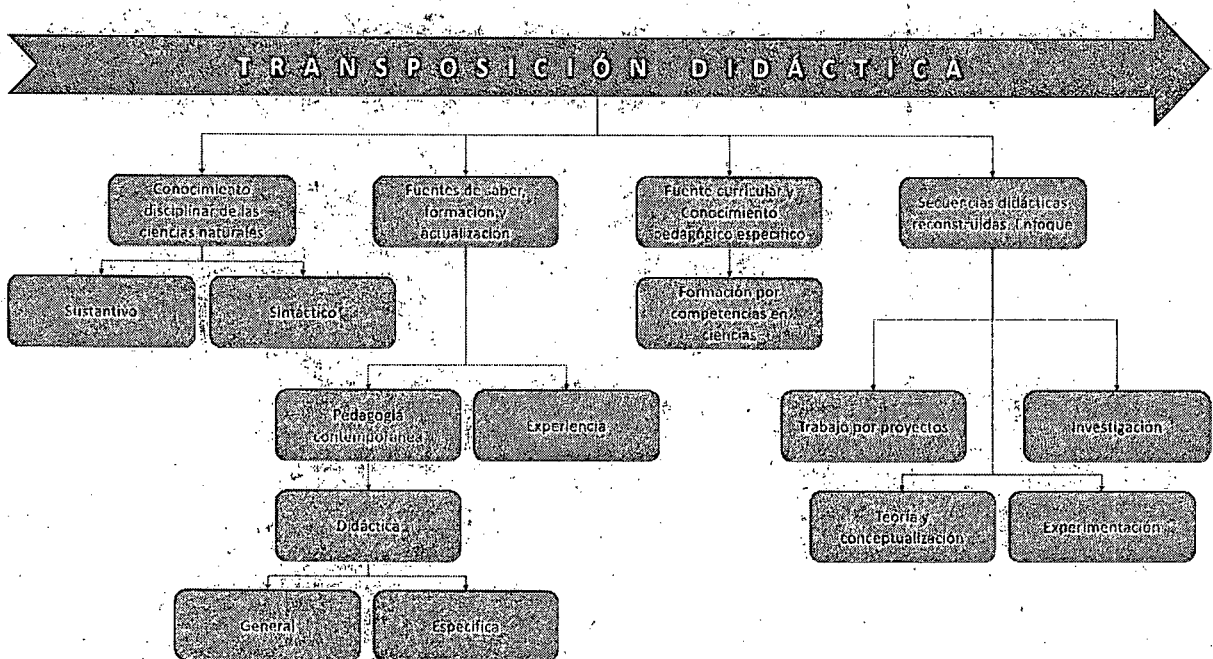 TRANSPOSICIÓN DIDÁCTICA
Conocimiento
disciplinar de las
ciencias naturales
Fuentes de saber,
formación y
actualización
Fuente curricular y
Conocimiento
pedagógico específico
Secuencias didácticas
reconstruidas. Enfoque
Sustantivo
Sintáctico
Formación por
competencias en
ciencias
Pedagogía
contemporánea
Experiencia
Trabajo por proyectos
Investigación
Didáctica
Teoría y
conceptualización
Experimentación
General
Específica